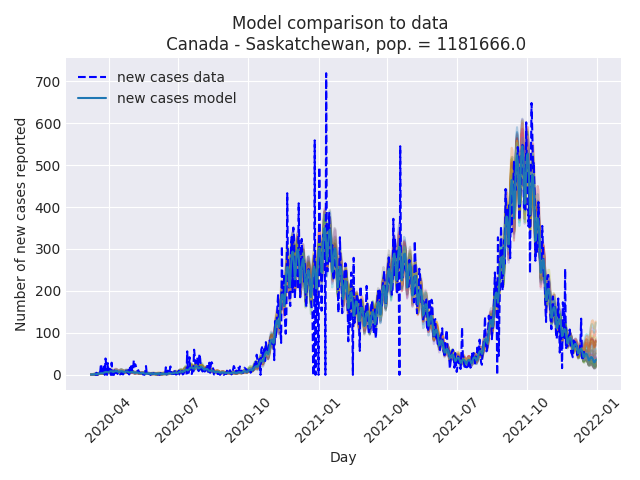 Model comparison to data
Canada - Saskatchewan, pop. = 1181666.0
new cases data
new cases model
Number of new cases reported
700
600
500
400
300
200
100
0
2020-04
2020-07
2020-10
2021-01
2021-04
2021-07
2021-10
2022-01
Day